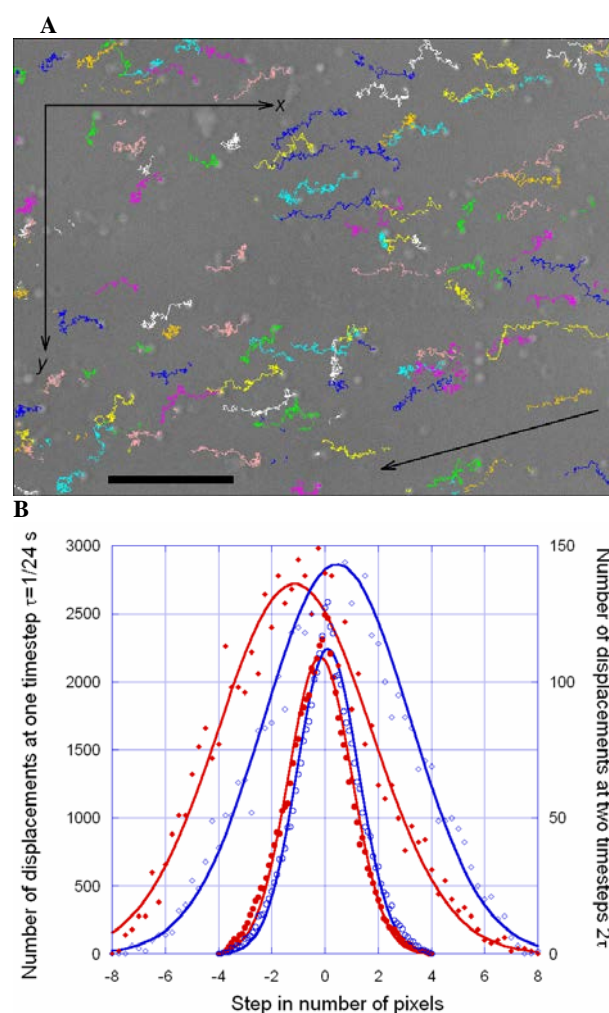 A
x
y
B
Number of displacements at one timestep τ=1/24 s
3000
2500
2000
1500
1000
500
0
150
100
50
0
Number of displacements at two timesteps 2τ
-8 -6 -4 -2 0 2 4 6 8
Step in number of pixels